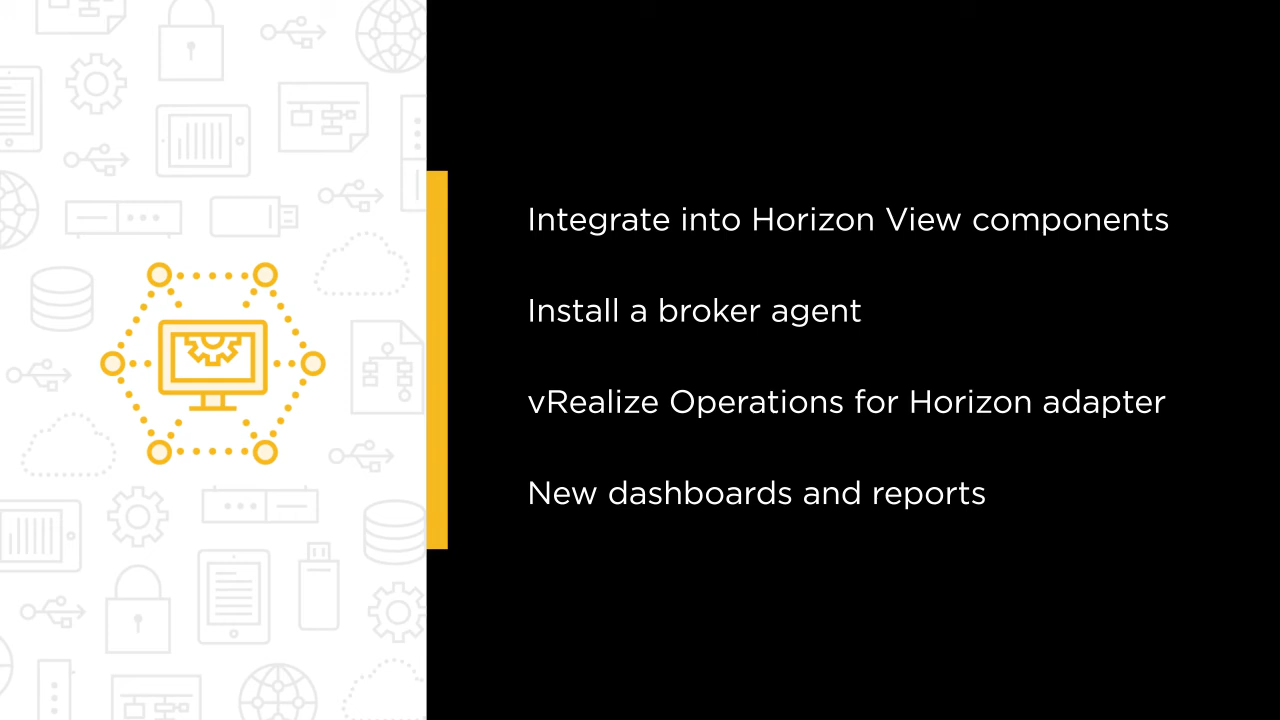 Integrate into Horizon View components
Install a broker agent
vRealize Operations for Horizon adapter
New dashboards and reports